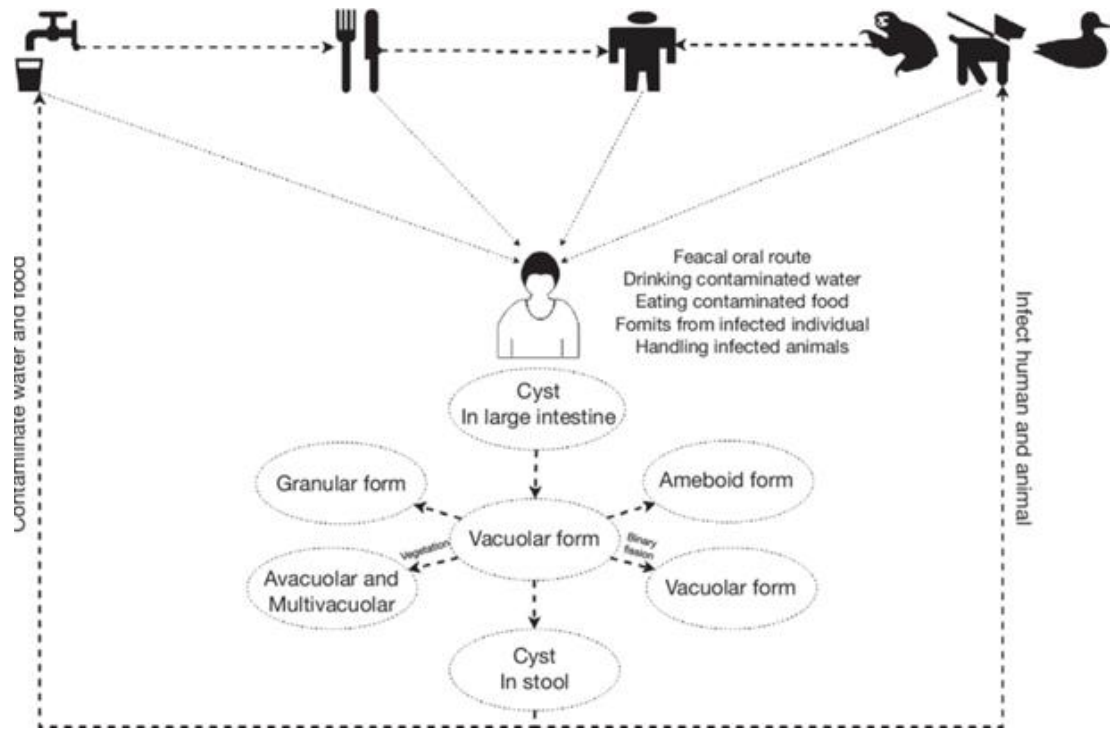 Feacal oral route
Drinking contaminated water
Eating contaminated food
Fomits from infected individual
Handling infected animals
Contaminate water and food
Infect human and animal
Cyst
In large intestine
Granular form
Ameboid form
Vacuolar form
Vegetation
Binary
fission
Avacuolar and
Multivacuolar
Vacuolar form
Cyst
In stool